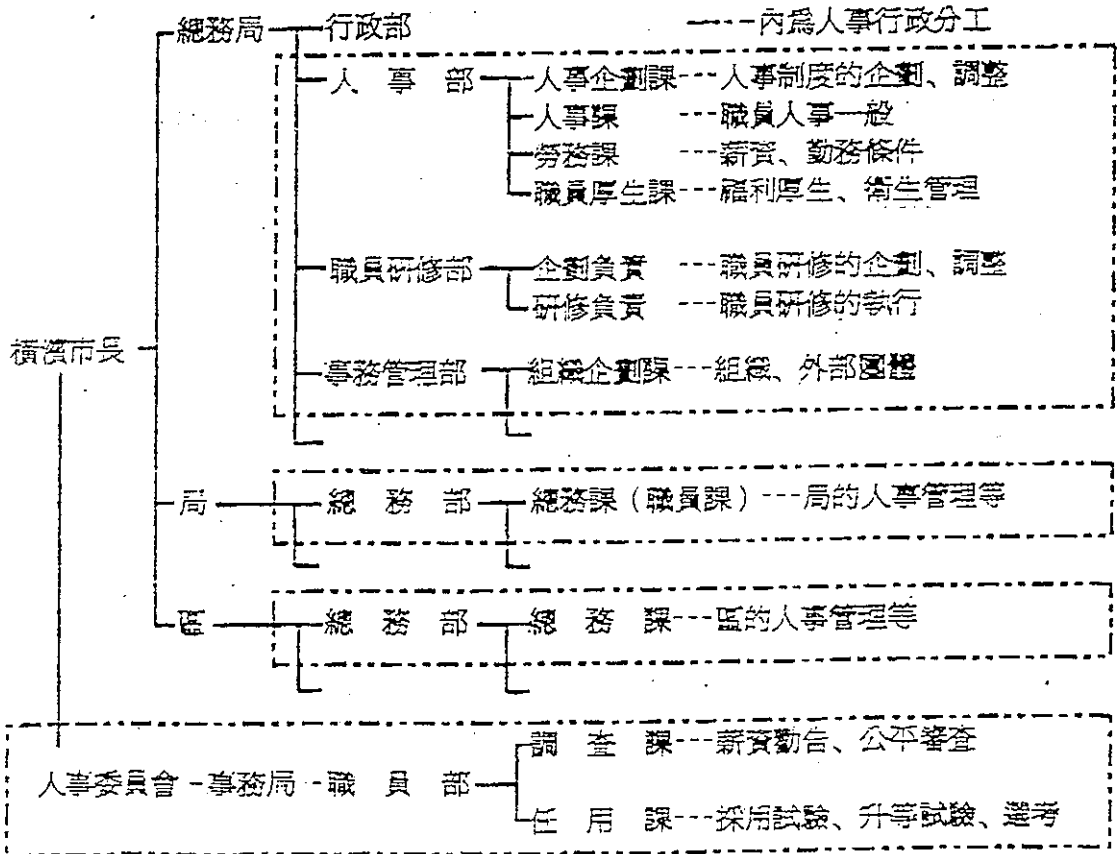 總務局 行政部 ---內爲人事行政分工
人事部 人事企劃課---人事制度的企劃、調整
人事課 ---職員人事一般
勞務課 ---薪資、勤務條件
職員厚生課---福利厚生、衛生管理
職員研修部 企劃負責 ---職員研修的企劃、調整
研修負責 ---職員研修的執行
橫濱市長
事務管理部 組織企劃課---組織、外部團體
局 總務部 總務課(職員課)---局的人事管理等
區 總務部 總務課---區的人事管理等
調查課---薪資勸告、公平審查
人事委員會-事務局-職員部
任用課---採用試驗、升等試驗、選考